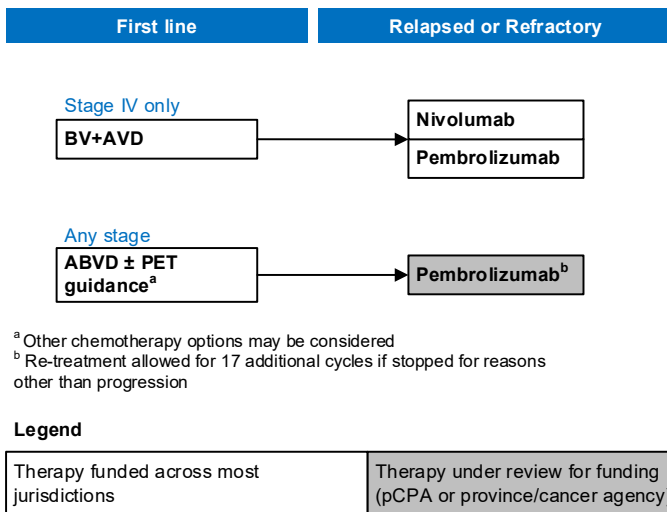 First line
Relapsed or Refractory
Stage IV only
BV+AVD
Nivolumab
Pembrolizumab
Any stage
ABVD ± PET
guidanceᵃ
Pembrolizumabᵇ
ᵃ Other chemotherapy options may be considered
ᵇ Re-treatment allowed for 17 additional cycles if stopped for reasons
other than progression
Legend
Therapy funded across most
jurisdictions
Therapy under review for funding
(pCPA or province/cancer agency)